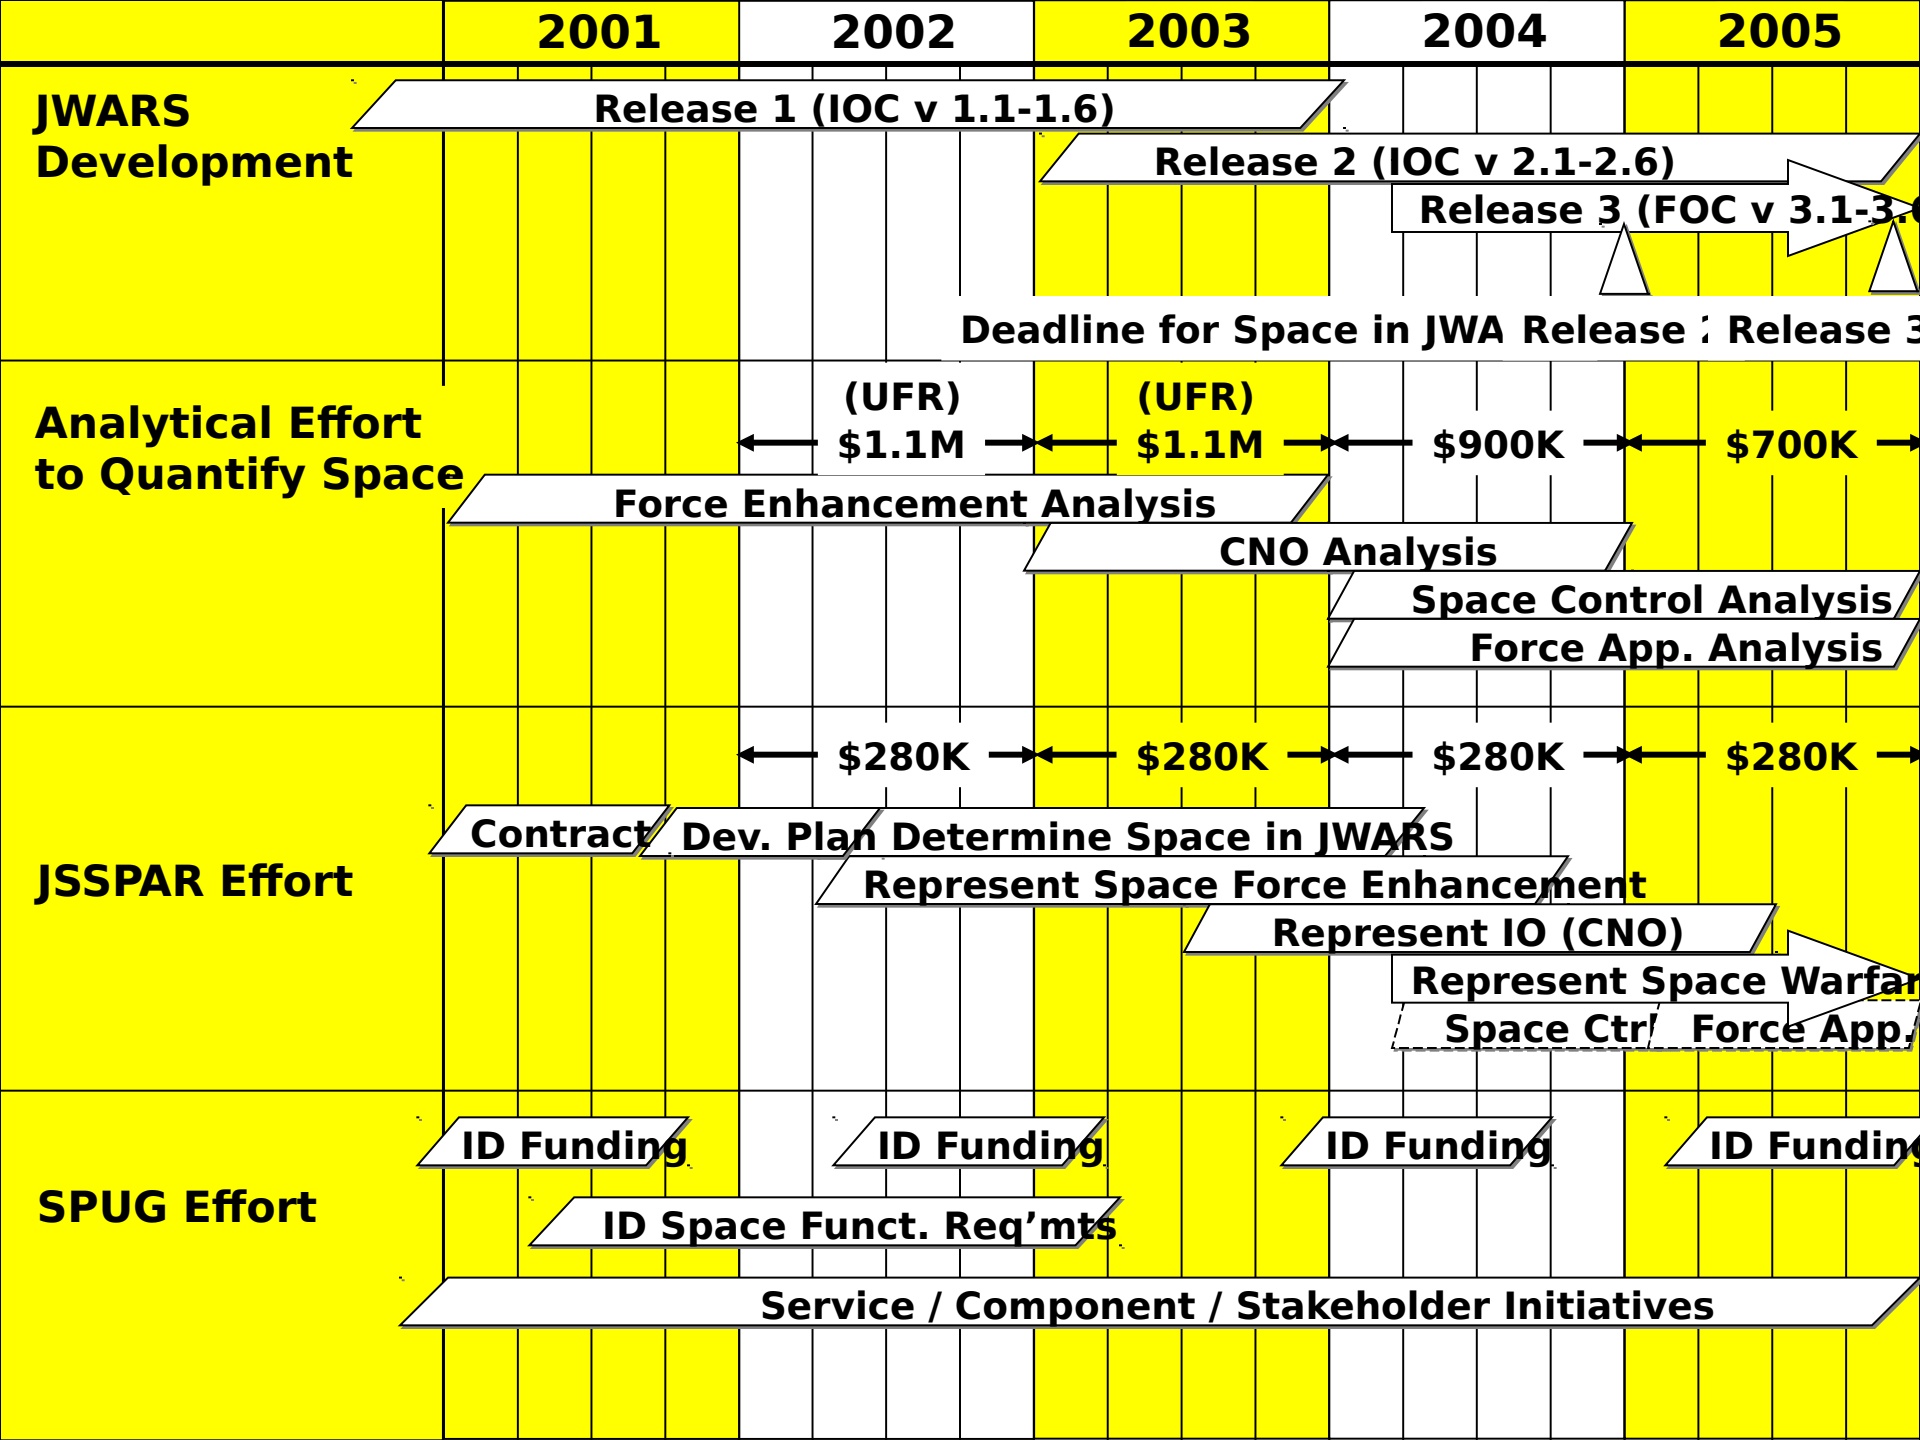 2001 2002 2003 2004 2005
JWARS
Development
Release 1 (IOC v 1.1-1.6)
Release 2 (IOC v 2.1-2.6)
Release 3 (FOC v 3.1-3.
Deadline for Space in JWA Release Release 3
Analytical Effort
to Quantify Space
(UFR) (UFR)
$1.1M $1.1M $900K $700K
Force Enhancement Analysis
CNO Analysis
Space Control Analysis
Force App. Analysis
$280K $280K $280K $280K
JSSPAR Effort
Contract Dev. Plan Determine Space in JWARS
Represent Space Force Enhancement
Represent IO (CNO)
Represent Space Warfar
Space Ctrl Force App.
SPUG Effort
ID Funding ID Funding ID Funding ID Funding
ID Space Funct. Req’mts
Service / Component / Stakeholder Initiatives